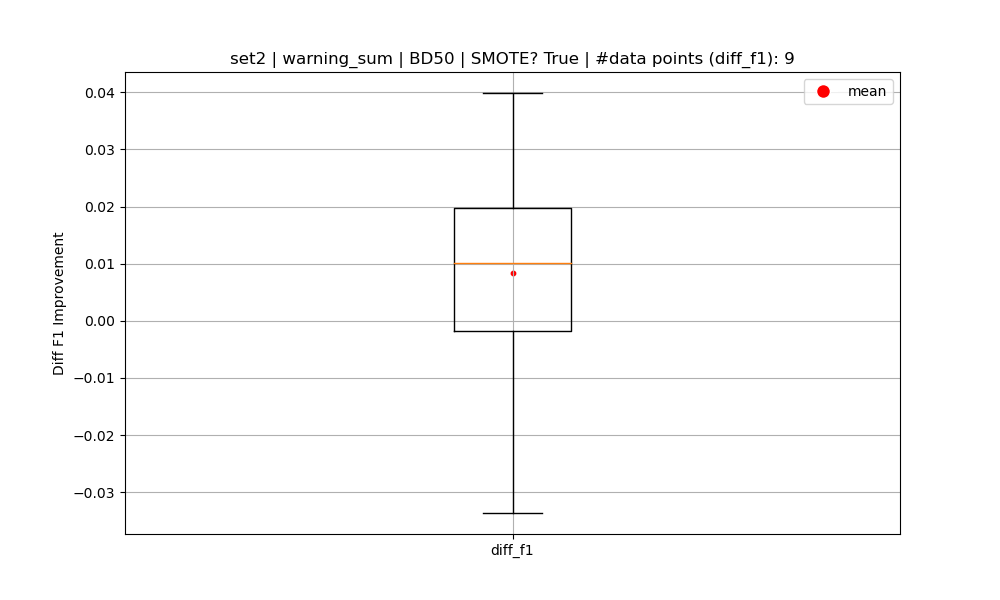 set2 | warning_sum | BD50 | SMOTE? True | #data points (diff_f1): 9
mean
Diff F1 Improvement
0.04
0.03
0.02
0.01
0.00
−0.01
−0.02
−0.03
diff_f1